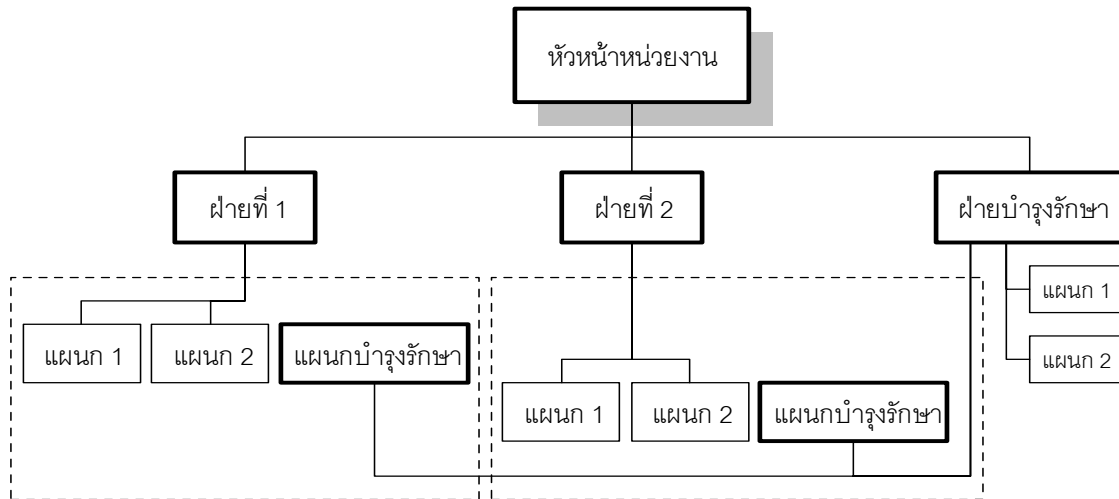 หัวหน้าหน่วยงาน
ฝ่ายที่ 1
ฝ่ายที่ 2
ฝ่ายบำรุงรักษา
แผนก 1
แผนก 2
แผนก 1
แผนก 2
แผนกบำรุงรักษา
แผนก 1
แผนก 2
แผนกบำรุงรักษา